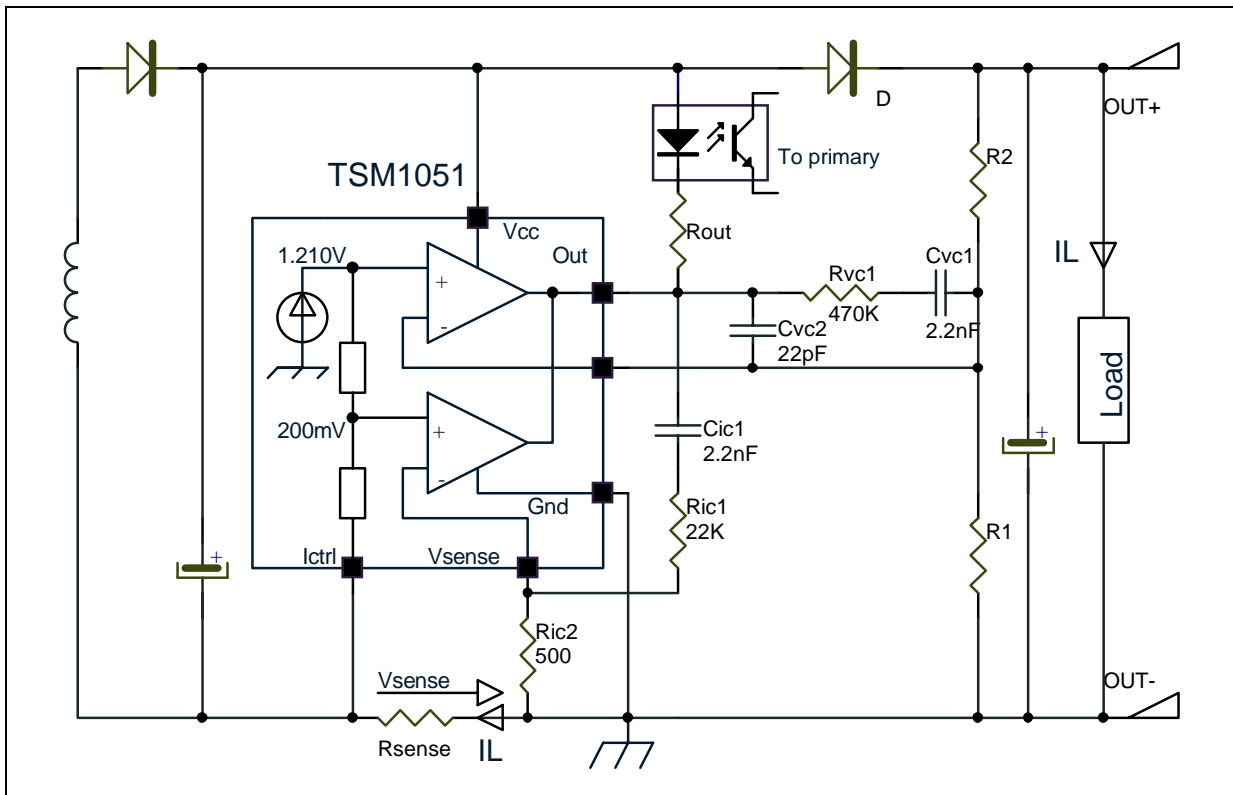 D
OUT+
To primary
R2
TSM1051
Vcc
Rout
1.210V
Out
IL
Cvc1
Rvc1
+
-
470K
2.2nF
Cvc2
22pF
Load
200mV
+
-
Cic1
2.2nF
+
Gnd
Ric1
22K
R1
Ictrl
Vsense
+
Ric2
500
Vsense
OUT-
Rsense
IL